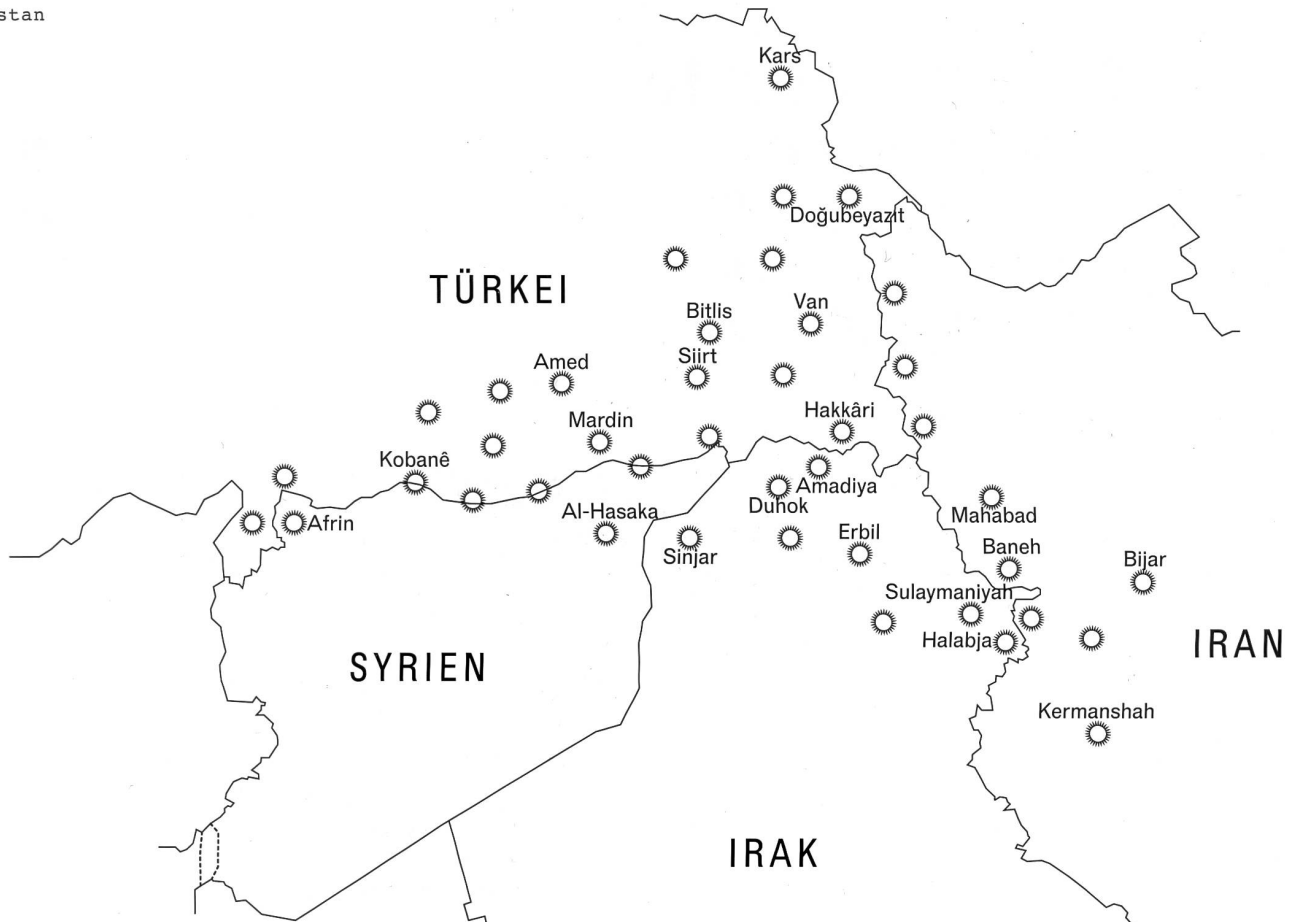 stan
Kars
Doğubeyazıt
TÜRKEI
Van
Bitlis
Siirt
Amed
Hakkâri
Mardin
Kobanê
Amadiya
Duhok
Mahabad
Al-Hasaka
Afrin
Erbil
Sinjar
Baneh
Bijar
Sulaymaniyah
Halabja
IRAN
SYRIEN
Kermanshah
IRAK